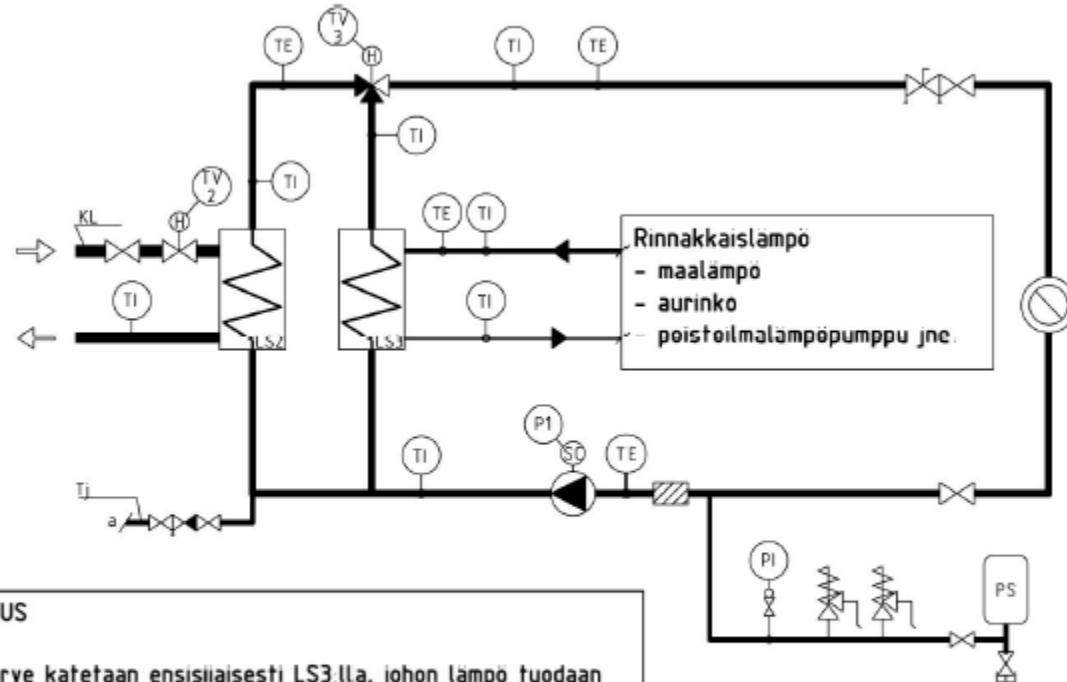 TV
3
H
TE
TI
TE
TI
TV
2
TI
H
KL
TE
TI
Rinnakkaislämpö
- maalämpö
- aurinko
- poistoilmalämpöpumppu jne.
TI
TI
LS2
LS3
P1
SC
TI
TE
Tj
a
PI
PS
US
rve katetaan ensisijaisesti LS3:lla, johon lämpö tuodaan